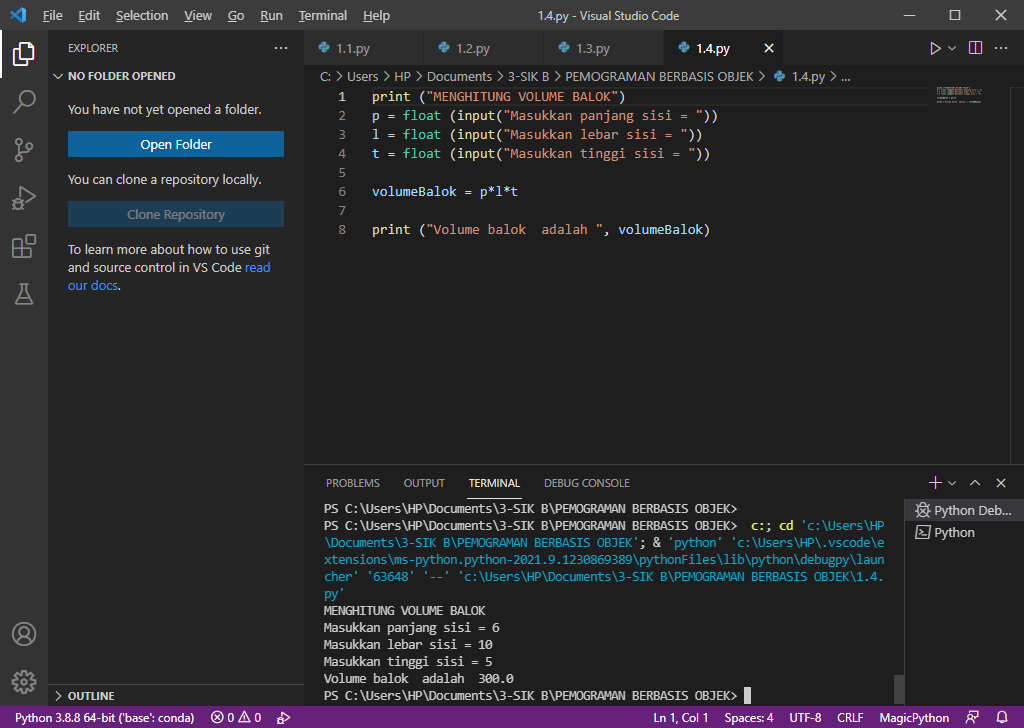 File Edit Selection View Go Run Terminal Help 1.4.py - Visual Studio Code
EXPLORER
NO FOLDER OPENED
You have not yet opened a folder.
Open Folder
You can clone a repository locally.
Clone Repository
To learn more about how to use git
and source control in VS Code read
our docs.
OUTLINE
1.1.py 1.2.py 1.3.py 1.4.py
C: > Users > HP > Documents > 3-SIK B > PEMOGRAMAN BERBASIS OBJEK > 1.4.py > ...
1 print ("MENGHITUNG VOLUME BALOK")
2 p = float (input("Masukkan panjang sisi = "))
3 l = float (input("Masukkan lebar sisi = "))
4 t = float (input("Masukkan tinggi sisi = "))
5
6 volumeBalok = p*l*t
7
8 print ("Volume balok  adalah ", volumeBalok)
PROBLEMS OUTPUT TERMINAL DEBUG CONSOLE
PS C:\Users\HP\Documents\3-SIK B\PEMOGRAMAN BERBASIS OBJEK>
PS C:\Users\HP\Documents\3-SIK B\PEMOGRAMAN BERBASIS OBJEK>  c:; cd 'c:\Users\HP
\Documents\3-SIK B\PEMOGRAMAN BERBASIS OBJEK'; & 'python' 'c:\Users\HP\.vscode\e
xtensions\ms-python.python-2021.9.1230869389\pythonFiles\lib\python\debugpy\laun
cher' '63648' '--' 'c:\Users\HP\Documents\3-SIK B\PEMOGRAMAN BERBASIS OBJEK\1.4.
py'
MENGHITUNG VOLUME BALOK
Masukkan panjang sisi = 6
Masukkan lebar sisi = 10
Masukkan tinggi sisi = 5
Volume balok  adalah  300.0
PS C:\Users\HP\Documents\3-SIK B\PEMOGRAMAN BERBASIS OBJEK>
Python Deb...
Python
Python 3.8.8 64-bit ('base': conda) 0 0 Ln 1, Col 1 Spaces: 4 UTF-8 CRLF MagicPython